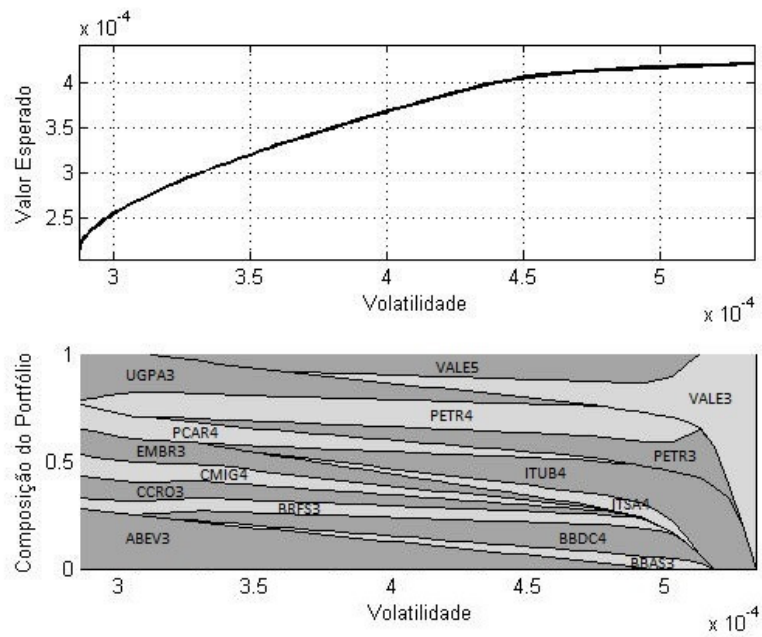 x 10-4
Valor Esperado
4
3.5
3
2.5
3 3.5 4 4.5 5
Volatilidade
x 10-4
Composição do Portfólio
1
0.5
0
UGPA3
VALE5
VALE3
PETR4
PCAR4
EMBR3
PETR3
CMIG4
ITUB4
CCRO3
BRFS3
ITSA4
ABEV3
BBDC4
BBAS3
3 3.5 4 4.5 5
Volatilidade
x 10-4